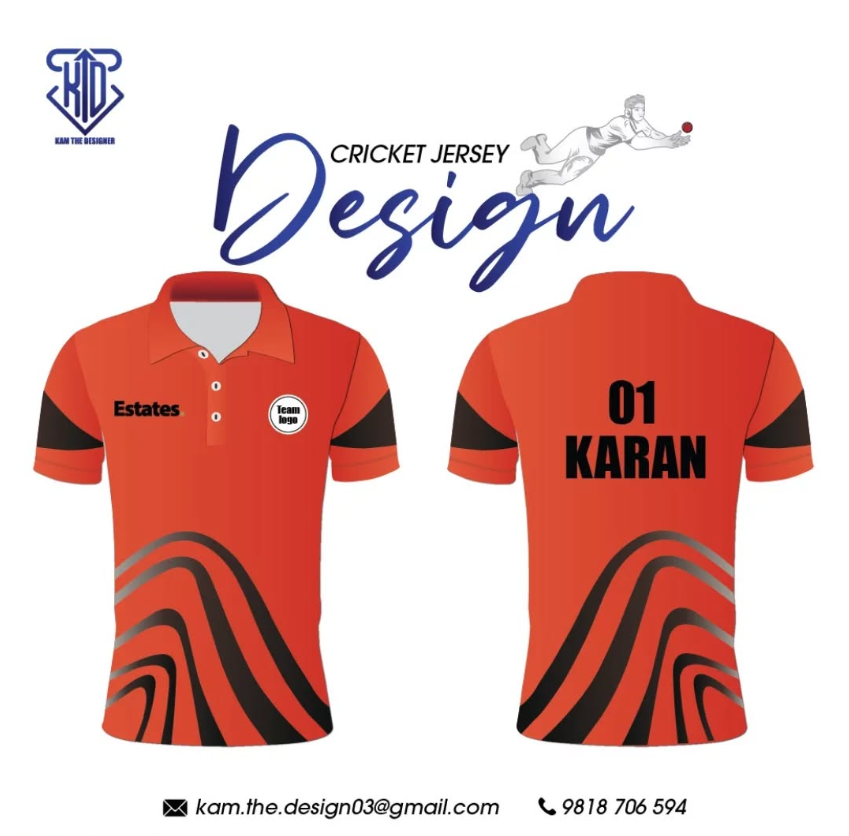 KTD
KAM THE DESIGNER
CRICKET JERSEY
Design
Estates.
Team
logo
01
KARAN
kam.the.design03@gmail.com
9818 706 594